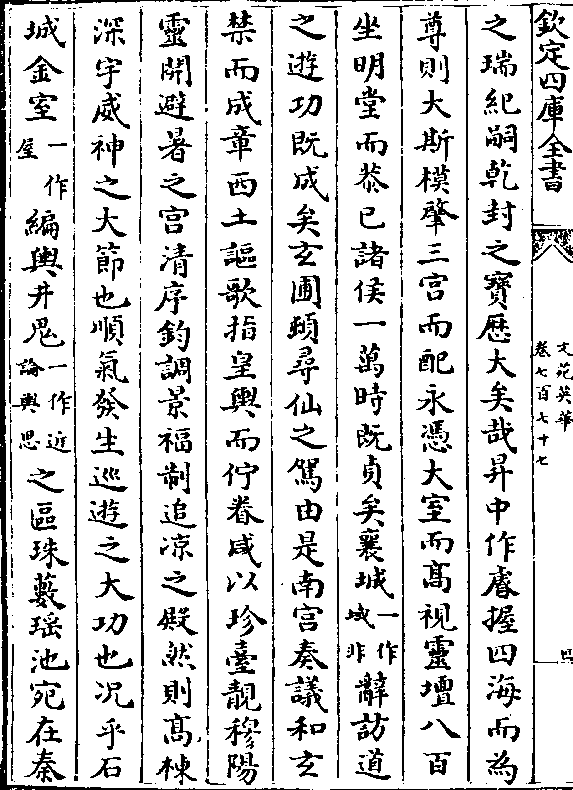 欽定四庫全書
文苑英華
卷七百七十七
四
之瑞紀嗣乾封之寳厯大矣哉昇中作睿握四海而為
尊則大斯模肇三宫而配永憑大室而髙視靈壇八百
坐明堂而恭已諸侯一萬時既貞矣襄城一作域非辭訪道
之遊功既成矣玄圃頻尋仙之駕由是南宫奏議和玄
禁而成章西土謳歌指皇輿而佇眷咸以珍臺靚穆陽
靈開避暑之宫清序鈞調景福制追凉之殿然則髙棟
深宇威神之大節也順氣發生巡遊之大功也况乎石
城金室一作屋編輿井鬼一作近論輿思之區珠藪瑶池宛在秦